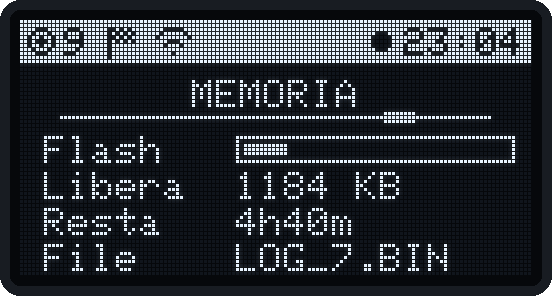 09 23:04
MEMORIA
Flash
Libera 1184 KB
Resta 4h40m
File LOG_7.BIN